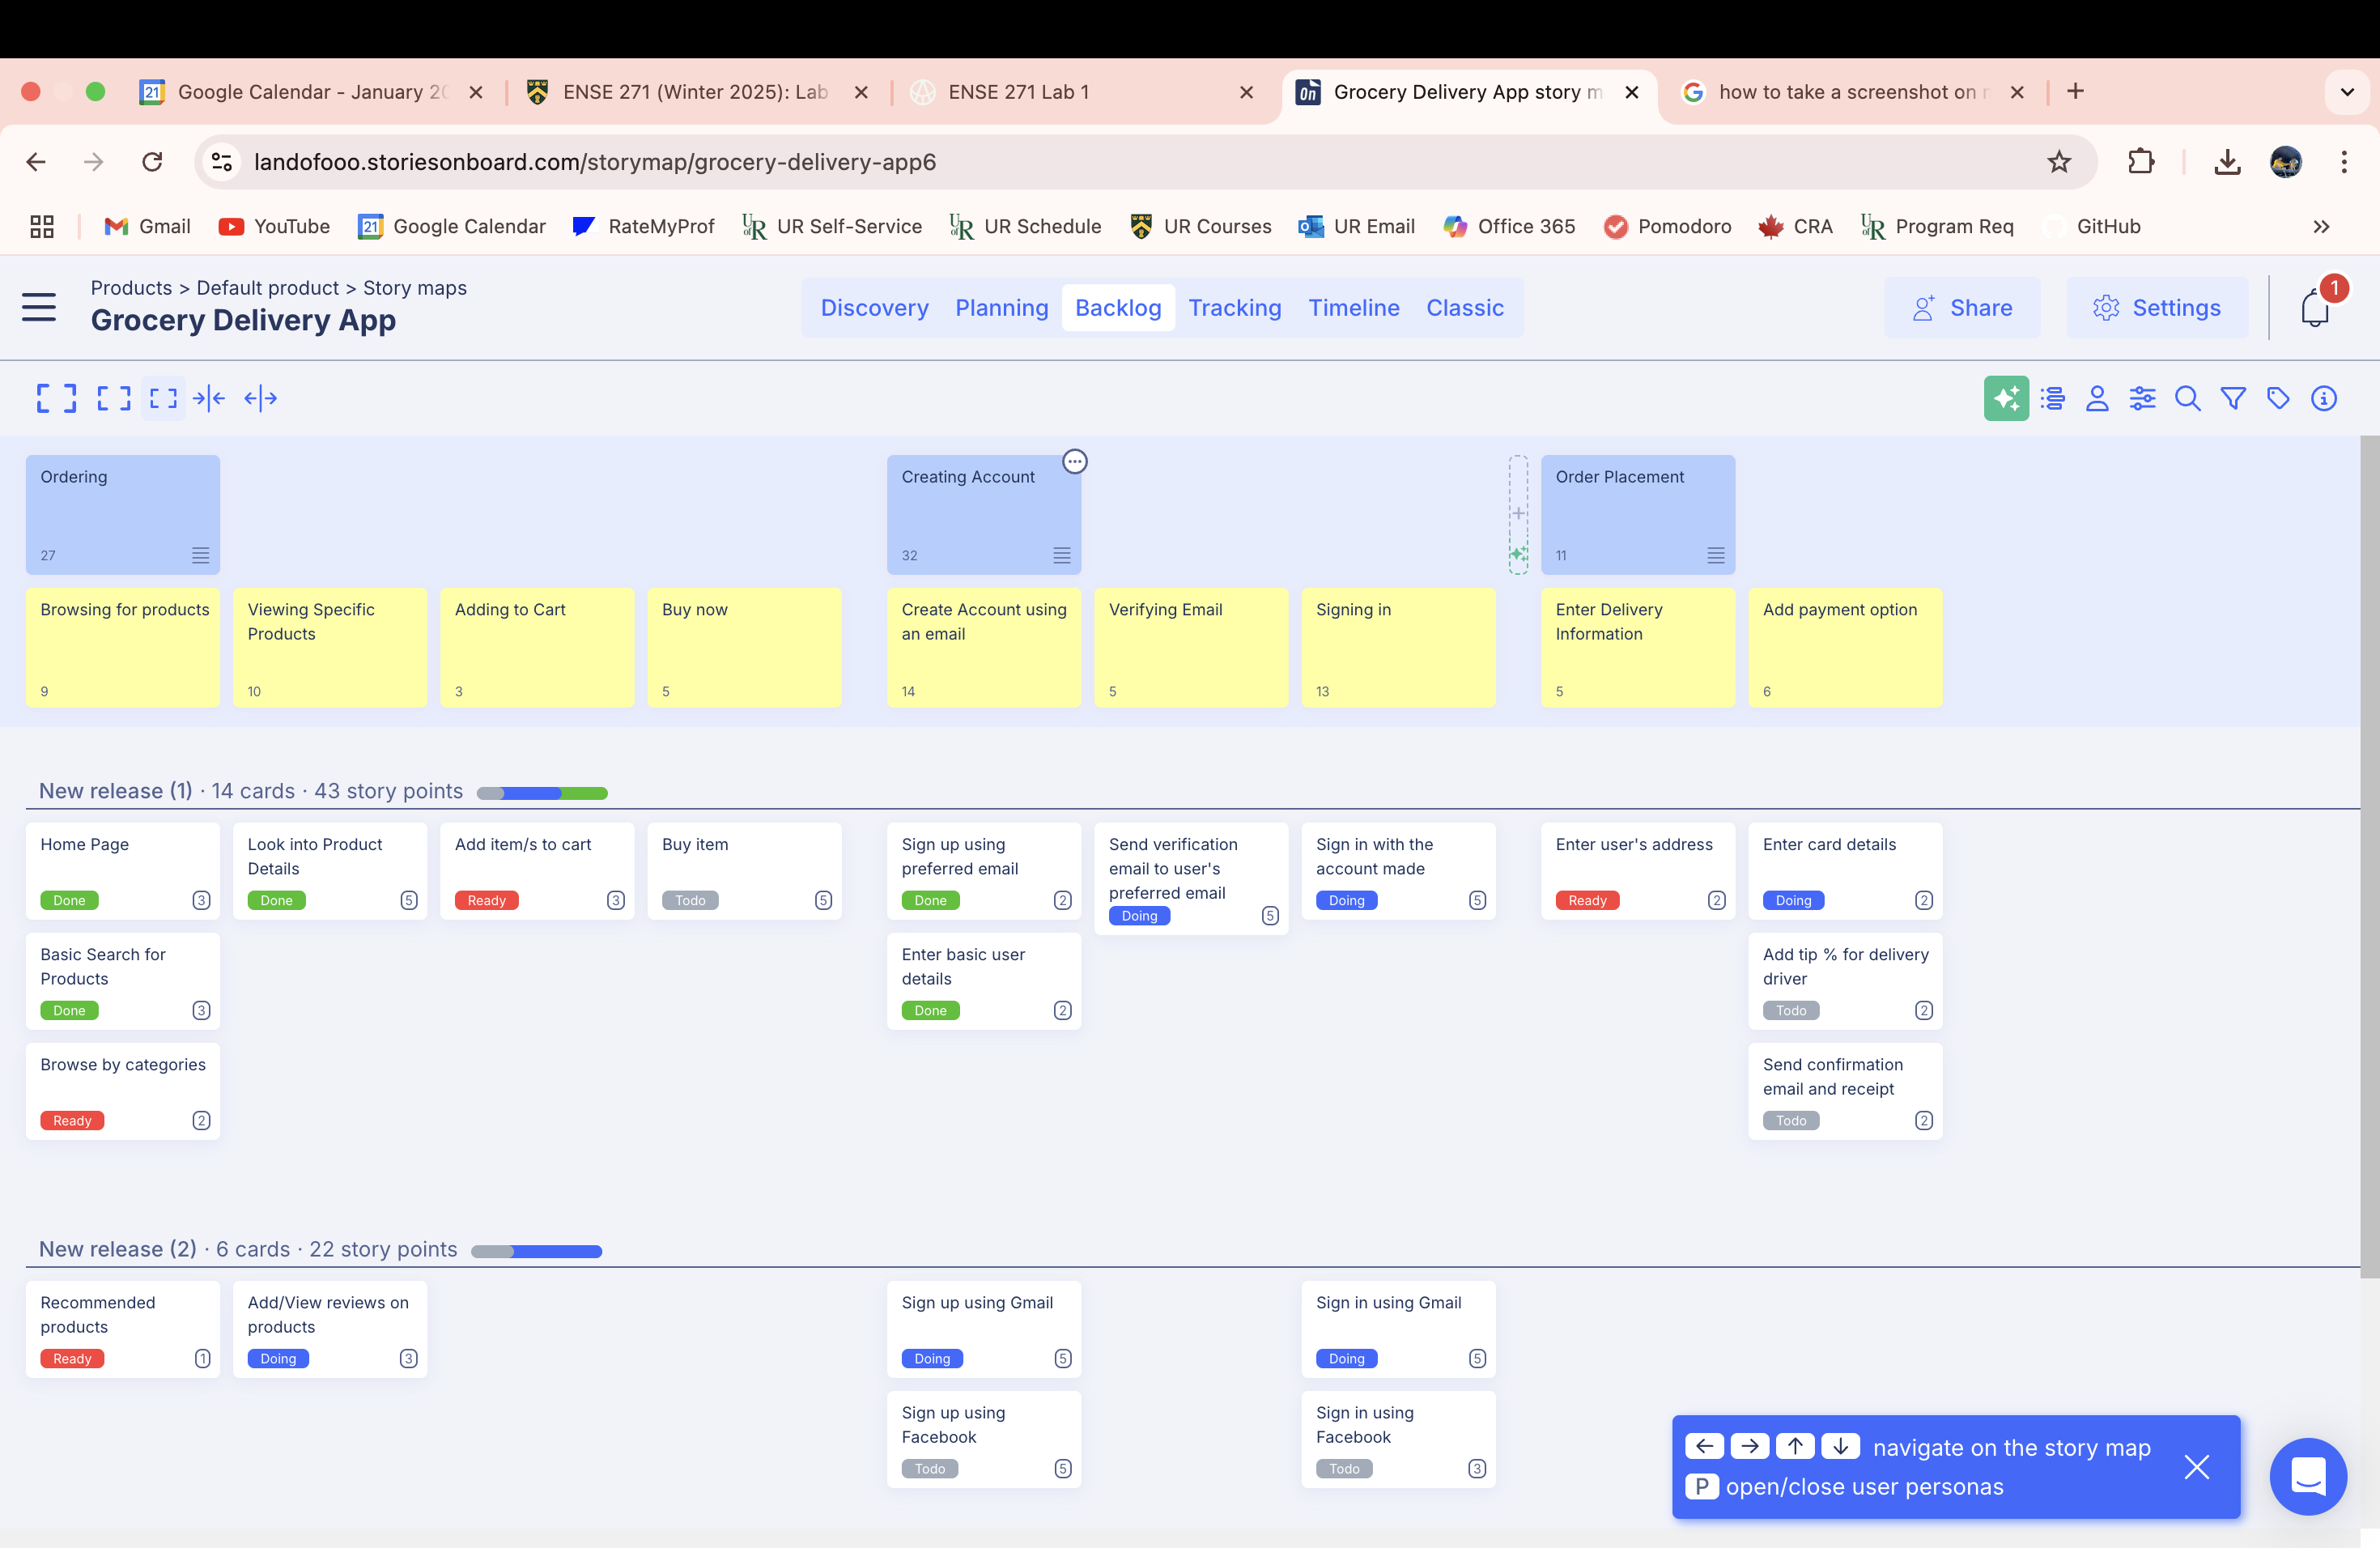 Google Calendar - January 20
ENSE 271 (Winter 2025): Lab
ENSE 271 Lab 1
Grocery Delivery App story m
how to take a screenshot on
landofooo.storiesonboard.com/storymap/grocery-delivery-app6
Gmail
YouTube
Google Calendar
RateMyProf
UR Self-Service
UR Schedule
UR Courses
UR Email
Office 365
Pomodoro
CRA
Program Req
GitHub
Products > Default product > Story maps
Grocery Delivery App
Discovery
Planning
Backlog
Tracking
Timeline
Classic
Share
Settings
1
Ordering
27
Creating Account
32
Order Placement
11
Browsing for products
9
Viewing Specific
Products
10
Adding to Cart
3
Buy now
5
Create Account using
an email
14
Verifying Email
5
Signing in
13
Enter Delivery
Information
5
Add payment option
6
New release (1) · 14 cards · 43 story points
Home Page
Done
3
Look into Product
Details
Done
5
Add item/s to cart
Ready
3
Buy item
Todo
5
Sign up using
preferred email
Done
2
Send verification
email to user's
preferred email
Doing
5
Sign in with the
account made
Doing
5
Enter user's address
Ready
2
Enter card details
Doing
2
Basic Search for
Products
Done
3
Enter basic user
details
Done
2
Add tip % for delivery
driver
Todo
2
Browse by categories
Ready
2
Send confirmation
email and receipt
Todo
2
New release (2) · 6 cards · 22 story points
Recommended
products
Ready
1
Add/View reviews on
products
Doing
3
Sign up using Gmail
Doing
5
Sign in using Gmail
Doing
5
Sign up using
Facebook
Todo
5
Sign in using
Facebook
Todo
3
← → ↑ ↓ navigate on the story map
P open/close user personas